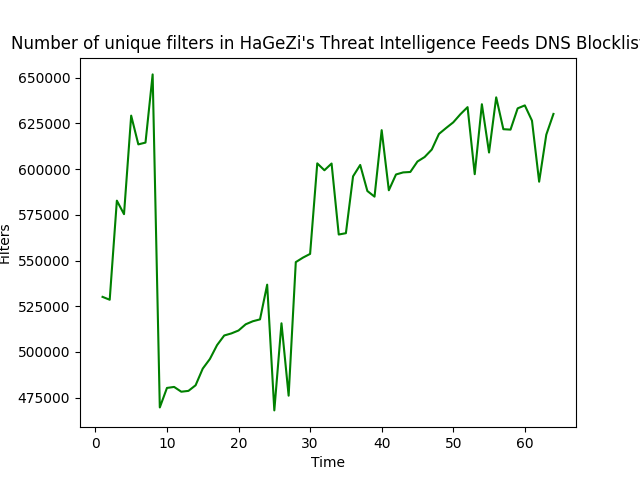 Number of unique filters in HaGeZi's Threat Intelligence Feeds DNS Blocklist
650000
625000
600000
575000
550000
525000
500000
475000
Filters
0 10 20 30 40 50 60
Time